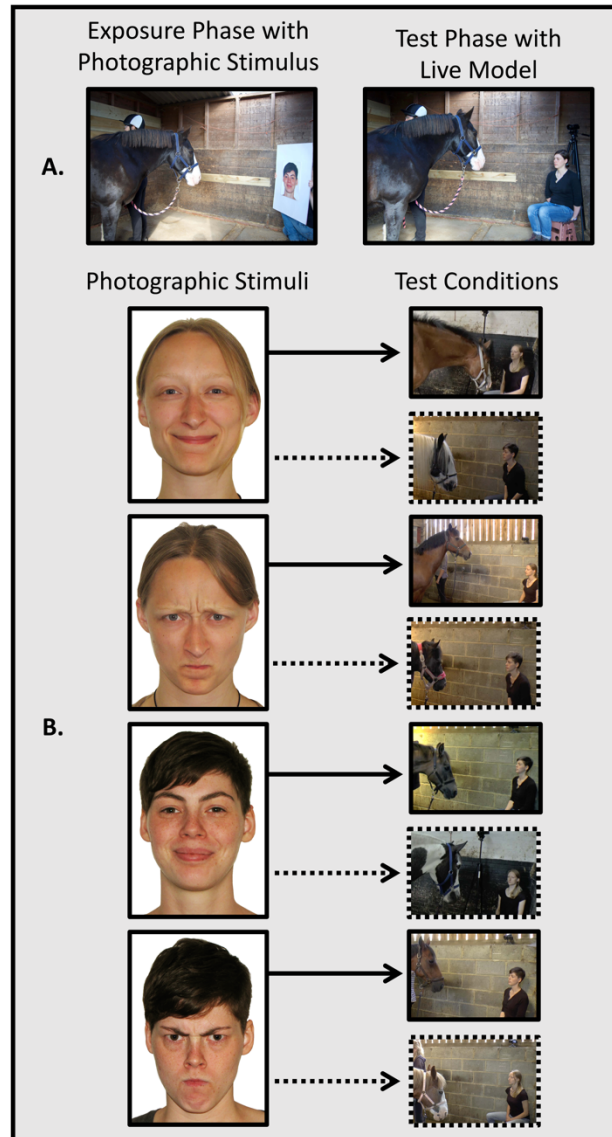 Exposure Phase with
Photographic Stimulus
Test Phase with
Live Model
A.
Photographic Stimuli
Test Conditions
B.